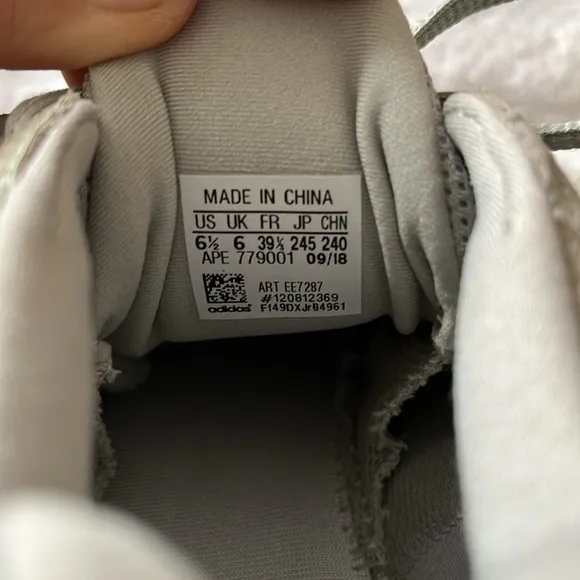 MADE IN CHINA
US UK FR JP CHN
6½ 6 39⅓ 245 240
APE 779001 09/18
ART EE7287
#120812369
adidas F149DXJr04961